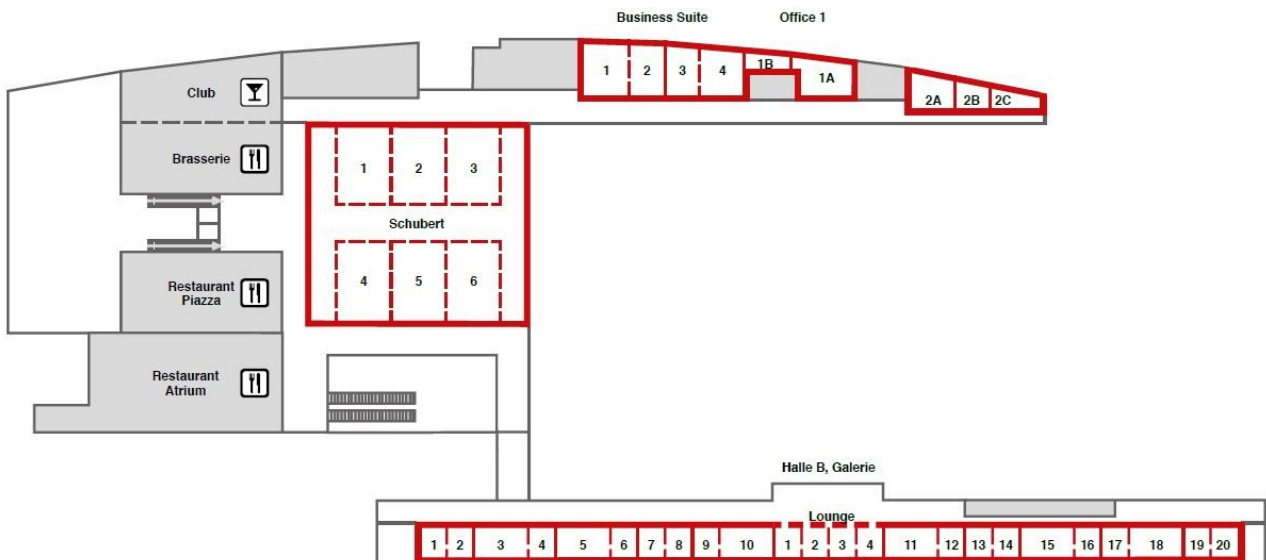 Business Suite
Office 1
1
2
3
4
1B
1A
2A
2B
2C
Club
Brasserie
1
2
3
Schubert
4
5
6
Restaurant
Piazza
Restaurant
Atrium
Halle B, Galerie
Lounge
1 2 3 4 5 6 7 8 9 10 1 2 3 4 11 12 13 14 15 16 17 18 19 20